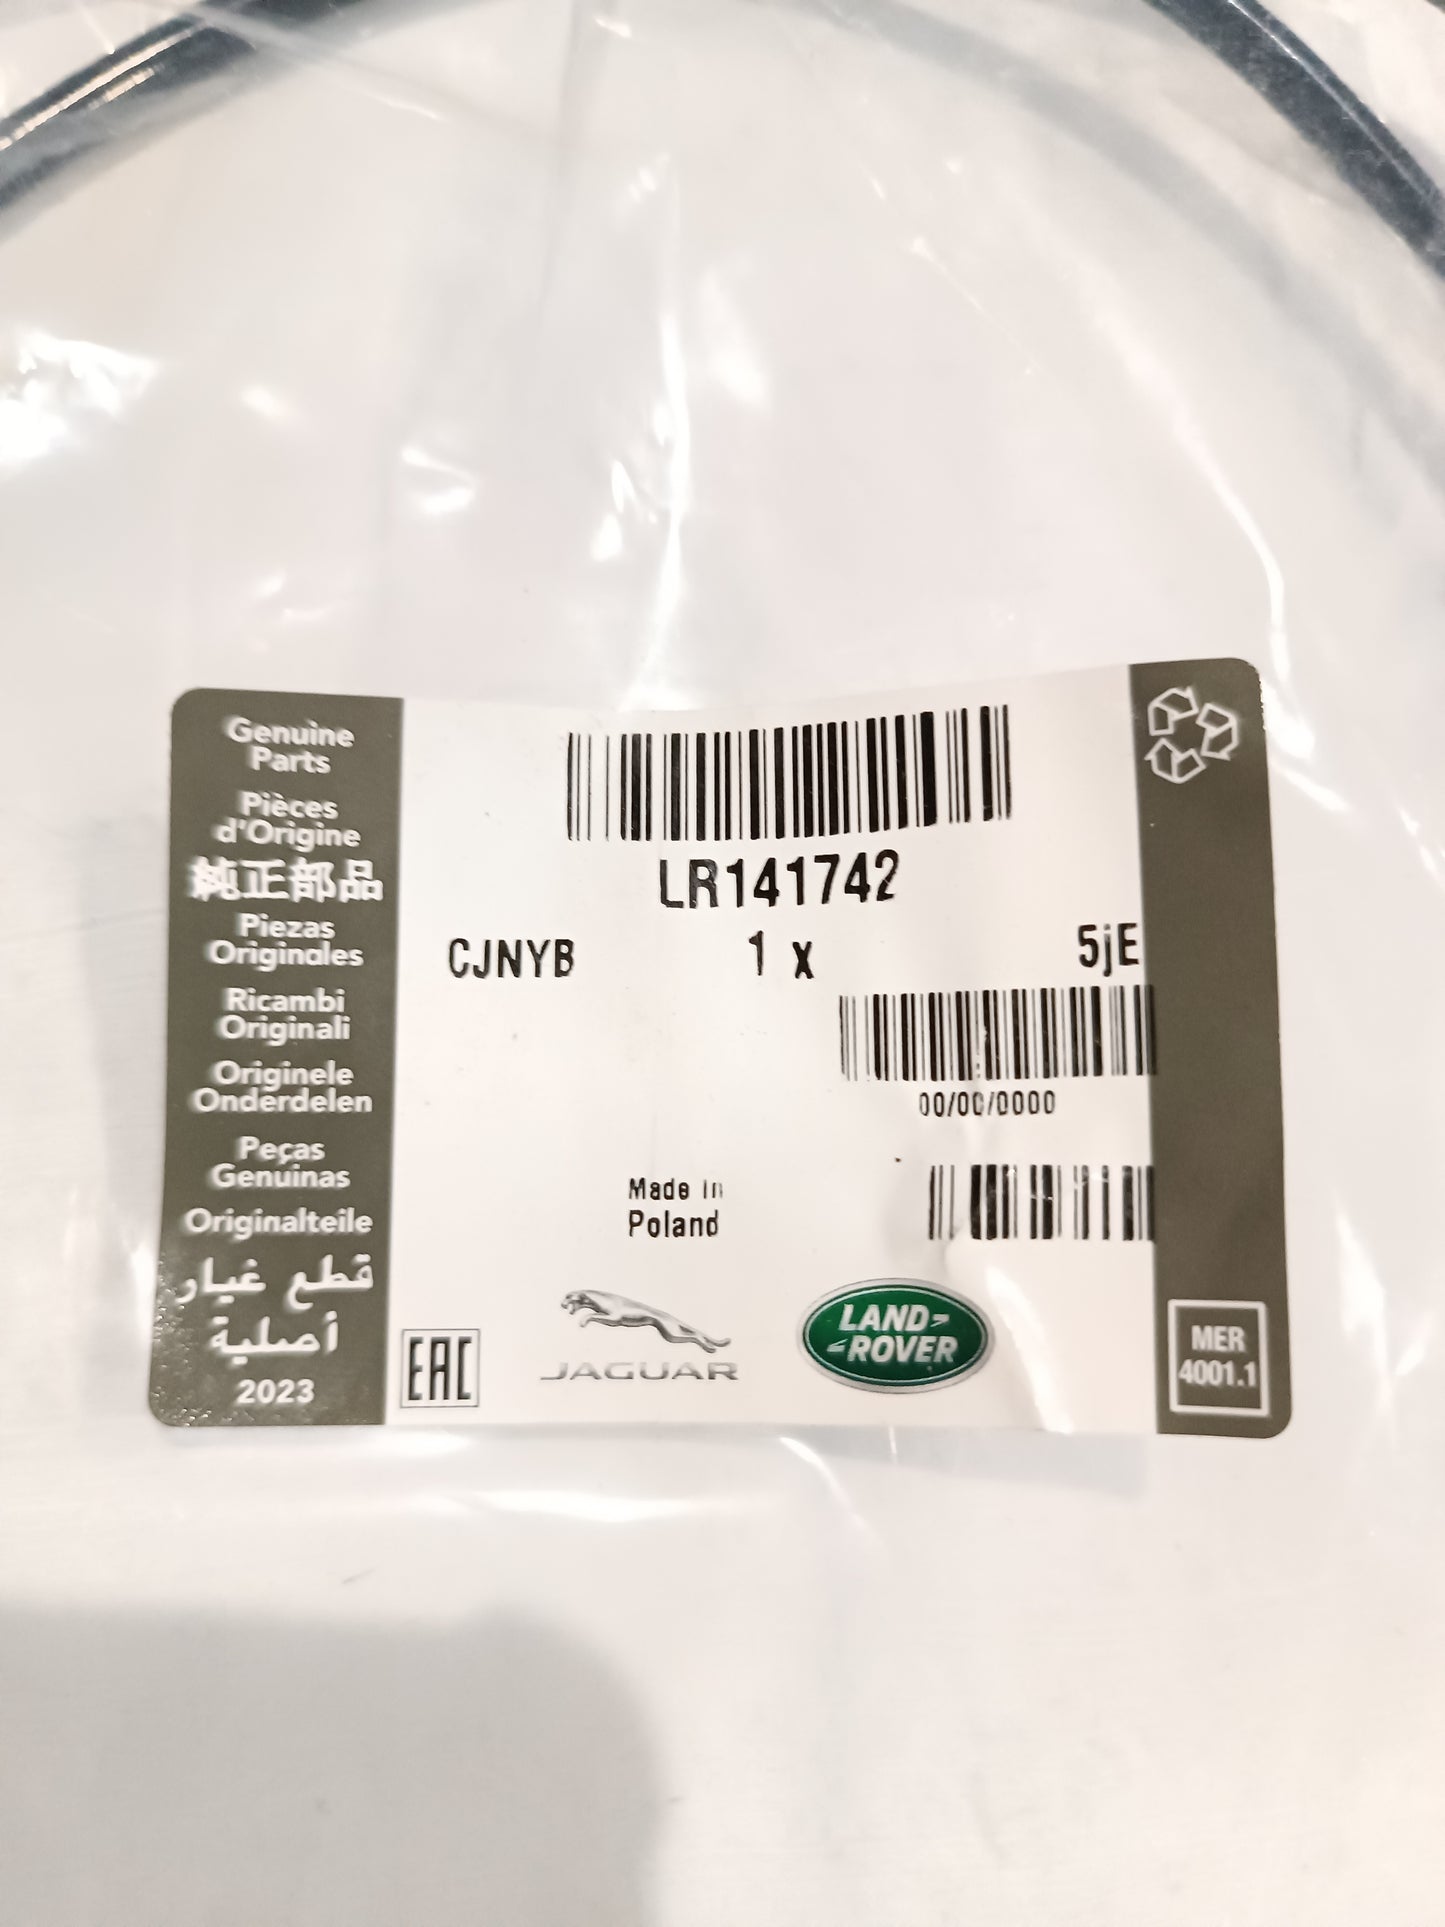 Genuine
Parts
Pièces
d'Origine
純正部品
Piezas
Originales
Ricambi
Originali
Originele
Onderdelen
Peças
Genuinas
Originalteile
قطع غيار
أصلية
2023
LR141742
CJNYB 1 x 5jE
00/00/0000
Made in
Poland
EAC
JAGUAR
LAND
ROVER
MER
4001.1